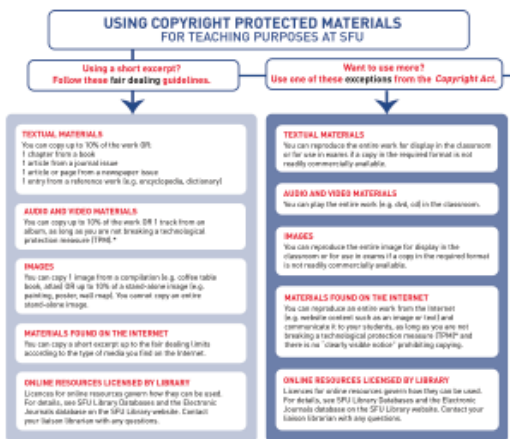 USING COPYRIGHT PROTECTED MATERIALS
FOR TEACHING PURPOSES AT SFU
Using a short excerpt?
Follow these fair dealing guidelines.
Want to use more?
Use one of these exceptions from the Copyright Act.
TEXTUAL MATERIALS
You can copy up to 10% of the work OR:
1 chapter from a book
1 article from a journal issue
1 article or page from a newspaper issue
1 entry from a reference work (e.g. encyclopedia, dictionary)
AUDIO AND VIDEO MATERIALS
You can copy up to 10% of the work OR 1 track from an
album, as long as you are not breaking a technological
protection measure (TPM).*
IMAGES
You can copy 1 image from a compilation (e.g. coffee table
book, atlas) OR up to 10% of a stand-alone image (e.g.
painting, poster, wall map). You cannot copy an entire
stand-alone image.
MATERIALS FOUND ON THE INTERNET
You can copy a short excerpt up to the fair dealing limits
according to the type of media you find on the Internet.
ONLINE RESOURCES LICENSED BY LIBRARY
Licences for online resources govern how they can be used.
For details, see SFU Library Databases and the Electronic
Journals database on the SFU Library website. Contact
your liaison librarian with any questions.
TEXTUAL MATERIALS
You can reproduce the entire work for display in the classroom
or for use in exams if a copy in the required format is not
readily commercially available.
AUDIO AND VIDEO MATERIALS
You can play the entire work (e.g. dvd, cd) in the classroom.
IMAGES
You can reproduce the entire image for display in the
classroom or for use in exams if a copy in the required format
is not readily commercially available.
MATERIALS FOUND ON THE INTERNET
You can reproduce an entire work from the Internet
(e.g. website content such as an image or text) and
communicate it to your students, as long as you are not
breaking a technological protection measure (TPM)* and
there is no "clearly visible notice" prohibiting copying.
ONLINE RESOURCES LICENSED BY LIBRARY
Licences for online resources govern how they can be used.
For details, see SFU Library Databases and the Electronic
Journals database on the SFU Library website. Contact your
liaison librarian with any questions.